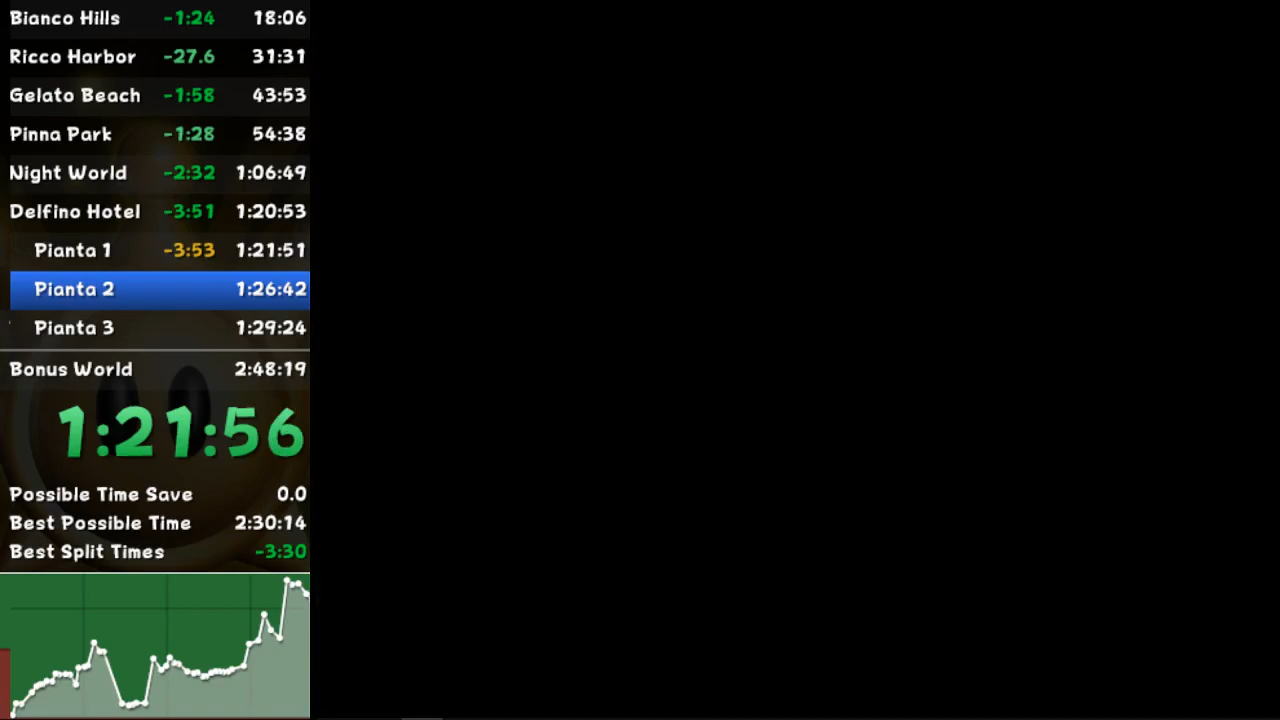 Bianco Hills -1:24 18:06
Ricco Harbor -27.6 31:31
Gelato Beach -1:58 43:53
Pinna Park -1:28 54:38
Night World -2:32 1:06:49
Delfino Hotel -3:51 1:20:53
Pianta 1 -3:53 1:21:51
Pianta 2 1:26:42
Pianta 3 1:29:24
Bonus World 2:48:19
1:21:56
Possible Time Save 0.0
Best Possible Time 2:30:14
Best Split Times -3:30